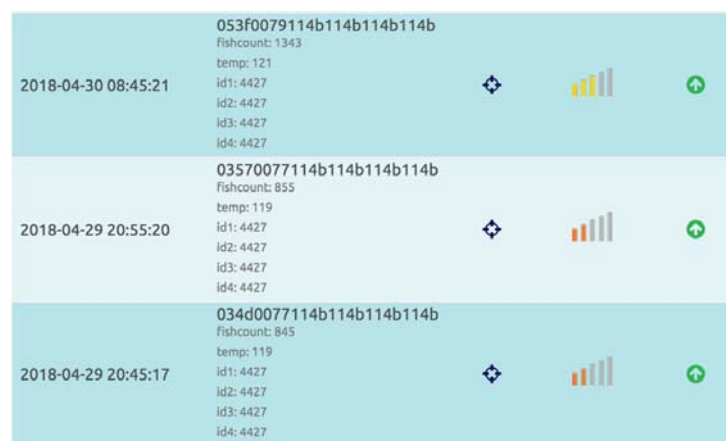 053f0079114b114b114b114b
fishcount: 1343
temp: 121
2018-04-30 08:45:21
id1: 4427
id2: 4427
id3: 4427
id4: 4427
03570077114b114b114b114b
fishcount: 855
temp: 119
2018-04-29 20:55:20
id1: 4427
id2: 4427
id3: 4427
id4: 4427
034d0077114b114b114b114b
fishcount: 845
temp: 119
2018-04-29 20:45:17
id1: 4427
id2: 4427
id3: 4427
id4: 4427